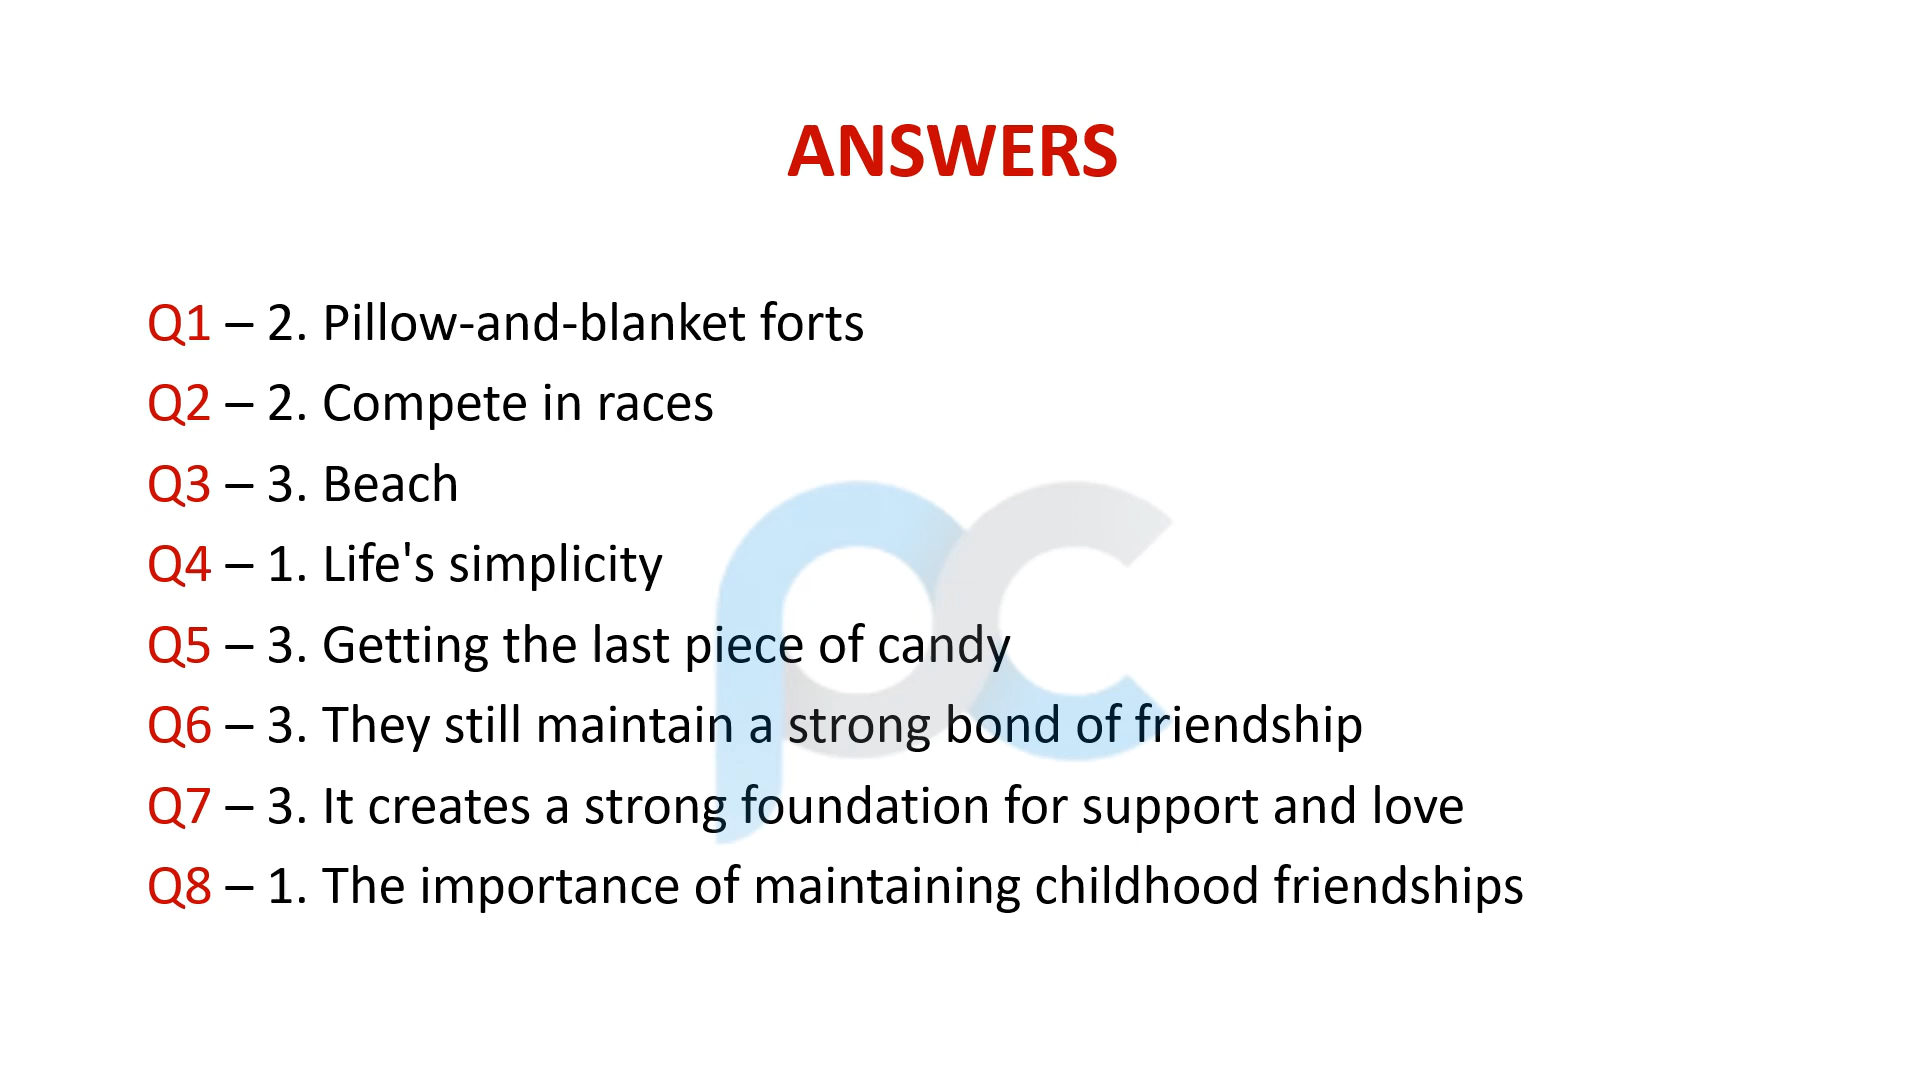 ANSWERS
Q1 – 2. Pillow-and-blanket forts
Q2 – 2. Compete in races
Q3 – 3. Beach
Q4 – 1. Life's simplicity
Q5 – 3. Getting the last piece of candy
Q6 – 3. They still maintain a strong bond of friendship
Q7 – 3. It creates a strong foundation for support and love
Q8 – 1. The importance of maintaining childhood friendships
pc